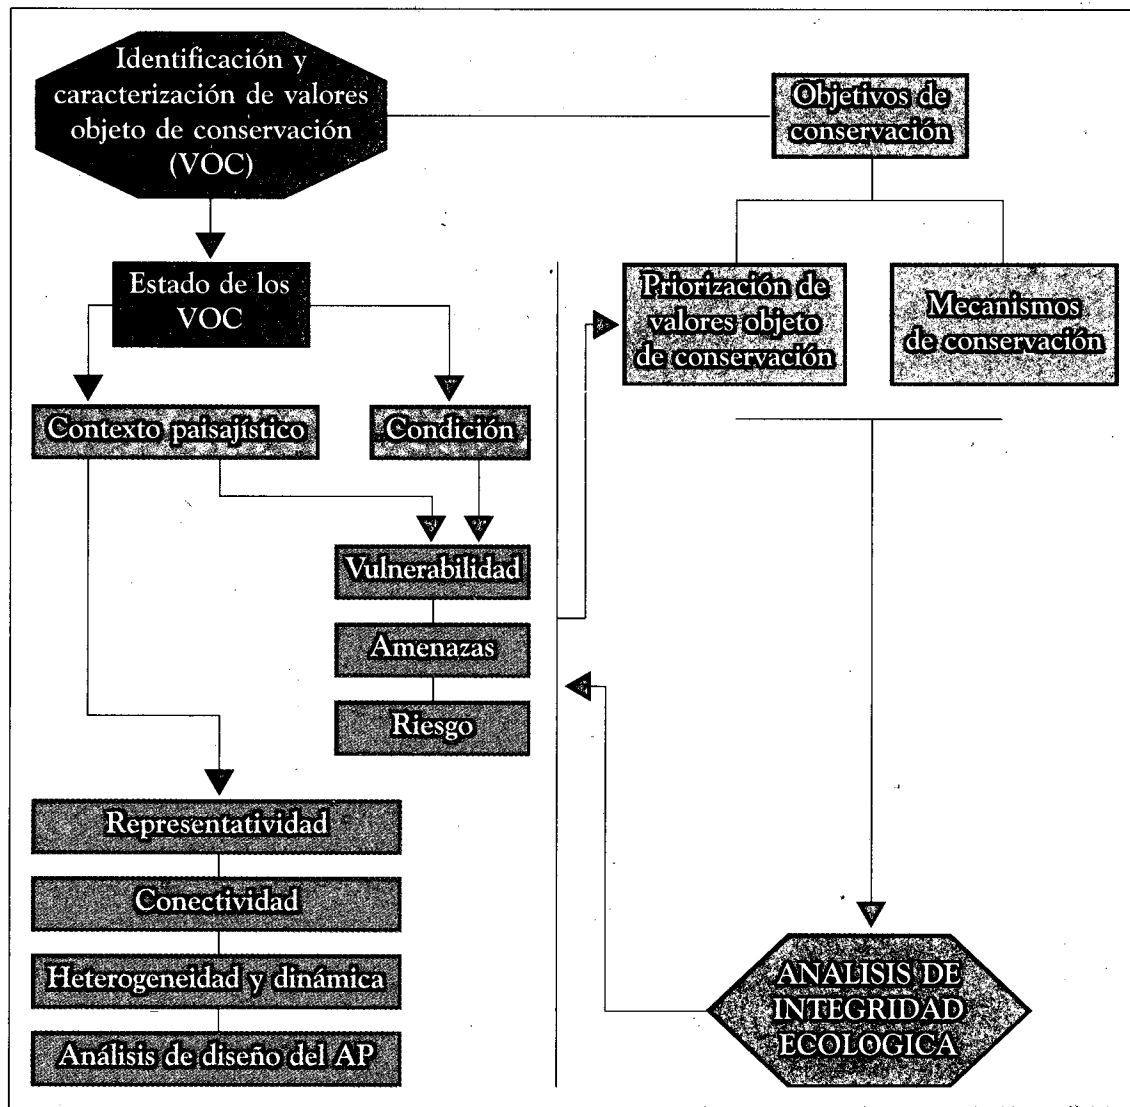 Identificación y
caracterización de valores
objeto de conservación
(VOC)
Objetivos de
conservación
Estado de los
VOC
Priorización de
valores objeto
de conservación
Mecanismos
de conservación
Contexto paisajístico
Condición
Vulnerabilidad
Amenazas
Riesgo
Representatividad
Conectividad
Heterogeneidad y dinámica
Análisis de diseño del AP
ANALISIS DE
INTEGRIDAD
ECOLOGICA